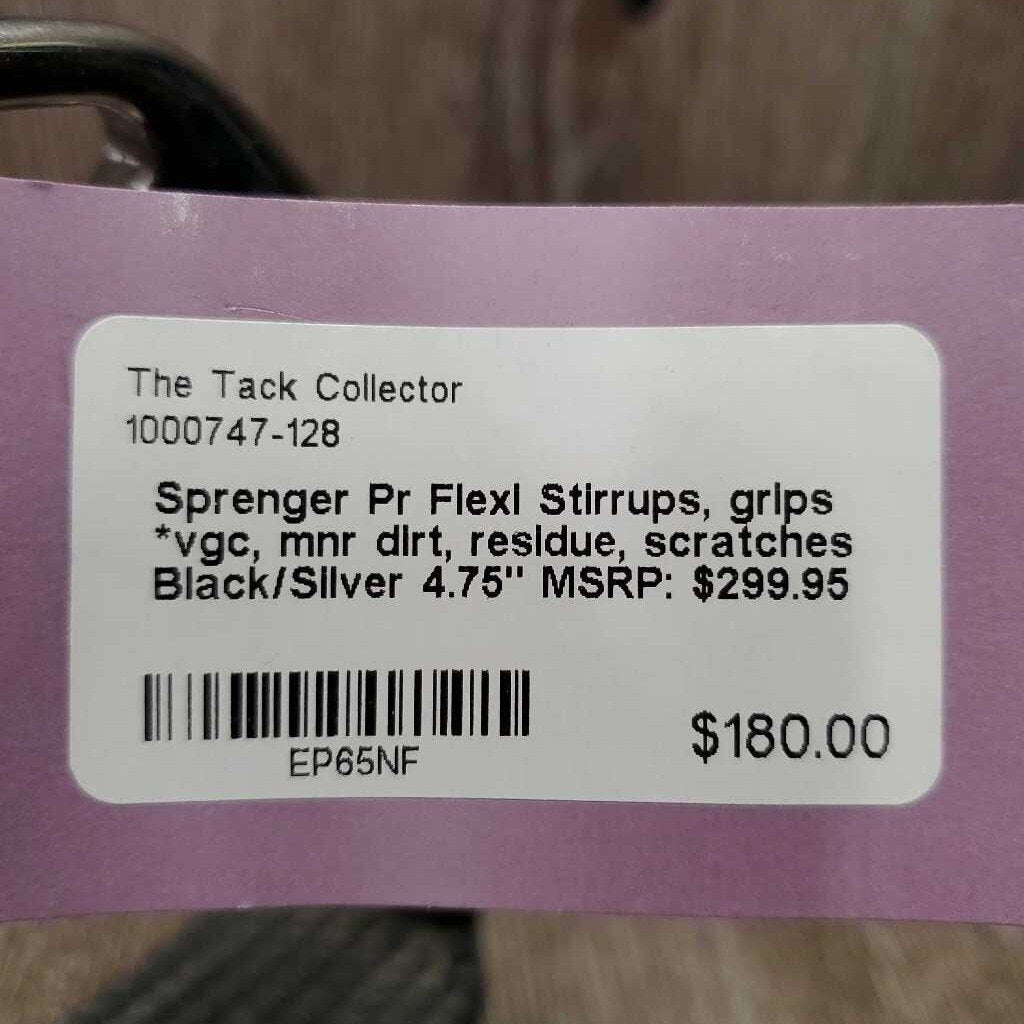 The Tack Collector
1000747-128
Sprenger Pr Flexi Stirrups, grips
*vgc, mnr dirt, residue, scratches
Black/Silver 4.75" MSRP: $299.95
EP65NF
$180.00